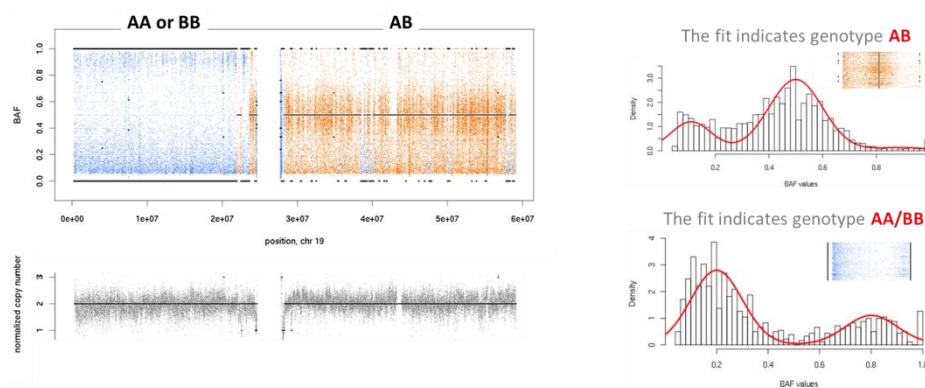 AA or BB
AB
BAF
1.0
0.8
0.6
0.4
0.2
0.0
0e+00 1e+07 2e+07 3e+07 4e+07 5e+07 6e+07
position, chr 19
normalized copy number
3
2
1
The fit indicates genotype AB
Density
3.0
2.0
1.0
0.0
0.2 0.4 0.6 0.8
BAF values
The fit indicates genotype AA/BB
Density
4
3
2
1
0
0.2 0.4 0.6 0.8 1.0
BAF values